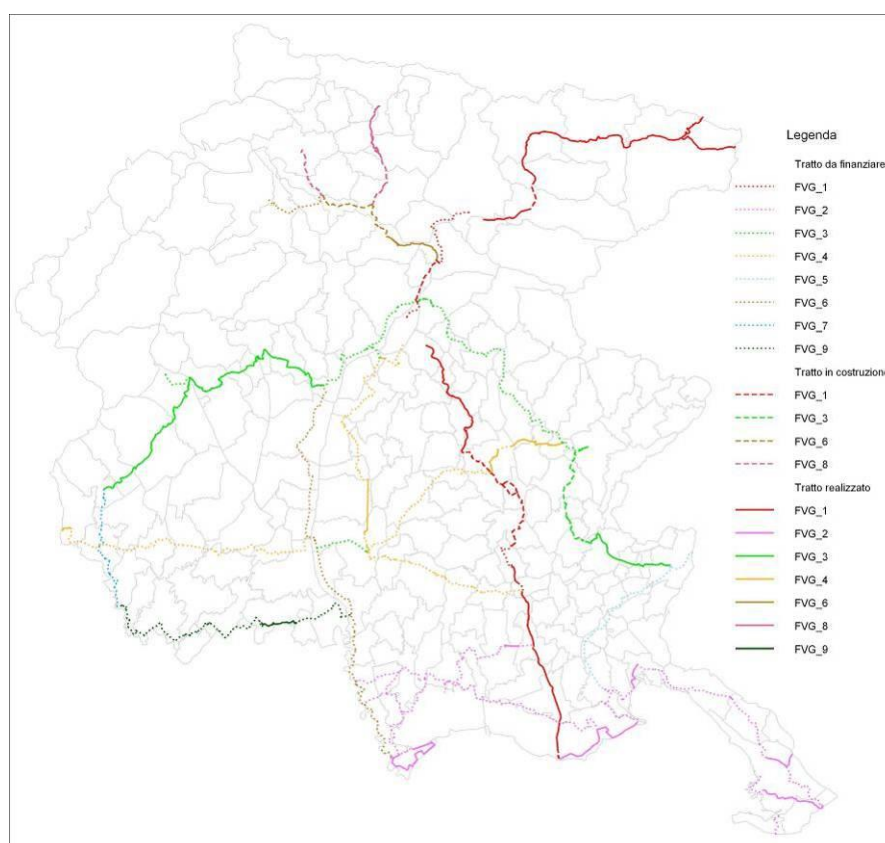 Legenda
Tratto da finanziare
FVG_1
FVG_2
FVG_3
FVG_4
FVG_5
FVG_6
FVG_7
FVG_9
Tratto in costruzione
FVG_1
FVG_3
FVG_6
FVG_8
Tratto realizzato
FVG_1
FVG_2
FVG_3
FVG_4
FVG_6
FVG_8
FVG_9